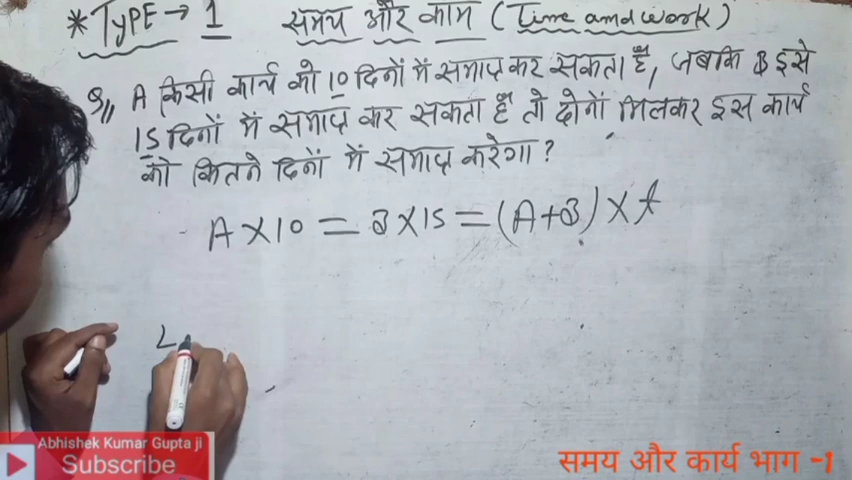 * TYPE → 1 समय और काम (Time and work)
Q// A किसी कार्य को 10 दिनों में समाप्त कर सकता है, जबकि B इसे
15 दिनों में समाप्त कर सकता है तो दोनों मिलकर इस कार्य
को कितने दिनों में समाप्त करेगा?
A×10 = B×15 = (A+B)×t
L
Abhishek Kumar Gupta ji
Subscribe
समय और कार्य भाग -1